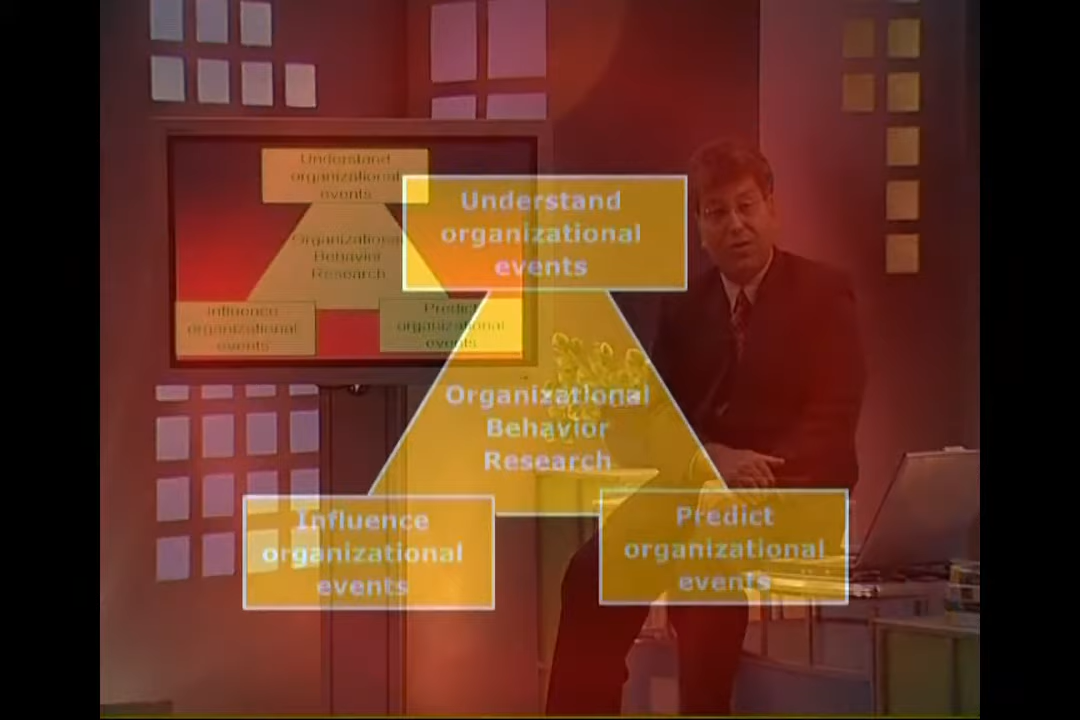 Understand
organizational
events
Organizational
Behavior
Research
Influence
organizational
events
Predict
organizational
events
Understand
organizational
events
Organizational
Behavior
Research
Influence
organizational
events
Predict
organizational
events